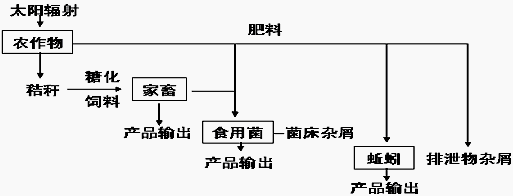 太阳辐射
农作物
肥料
秸秆
糖化
饲料
家畜
产品输出
食用菌
菌床杂屑
产品输出
蚯蚓
排泄物杂屑
产品输出